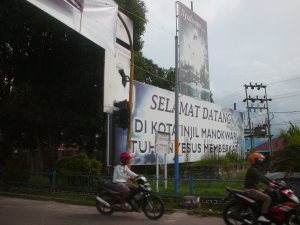 SELAMAT DATANG
DI KOTA INJIL MANOKWARI
TUHAN YESUS MEMBERKATI